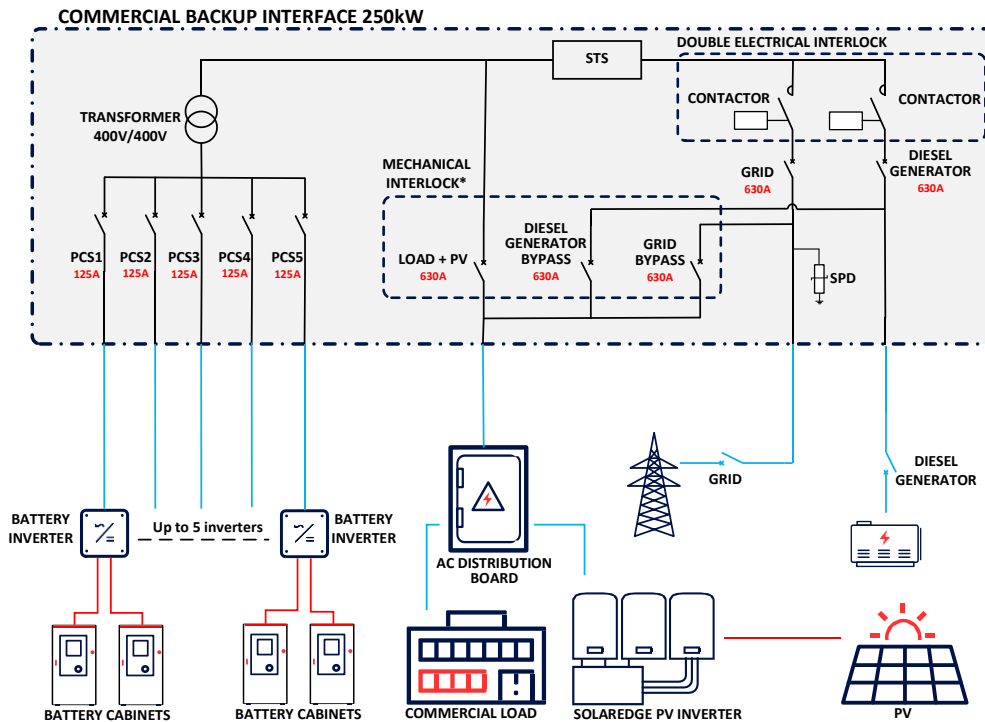 COMMERCIAL BACKUP INTERFACE 250kW
DOUBLE ELECTRICAL INTERLOCK
STS
CONTACTOR
CONTACTOR
TRANSFORMER
400V/400V
MECHANICAL
INTERLOCK*
GRID
630A
DIESEL
GENERATOR
630A
PCS1
125A
PCS2
125A
PCS3
125A
PCS4
125A
PCS5
125A
LOAD + PV
630A
DIESEL
GENERATOR
BYPASS
630A
GRID
BYPASS
630A
SPD
GRID
DIESEL
GENERATOR
BATTERY
INVERTER
Up to 5 inverters
BATTERY
INVERTER
AC DISTRIBUTION
BOARD
BATTERY CABINETS
BATTERY CABINETS
COMMERCIAL LOAD
SOLAREDGE PV INVERTER
PV